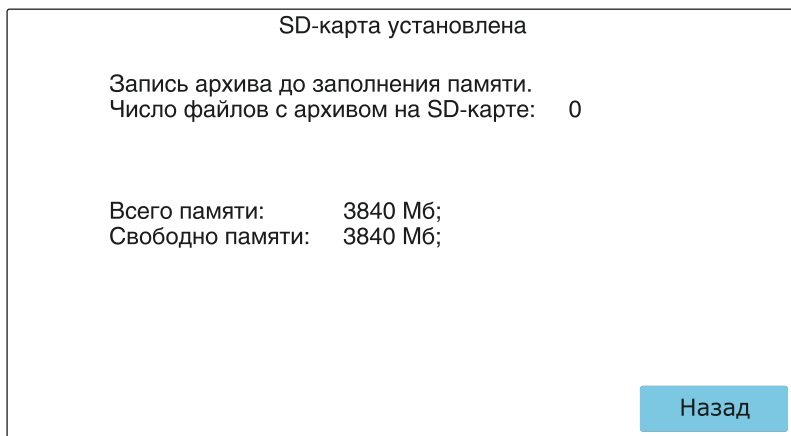 SD-карта установлена
Запись архива до заполнения памяти.
Число файлов с архивом на SD-карте: 0
Всего памяти: 3840 Мб;
Свободно памяти: 3840 Мб;
Назад